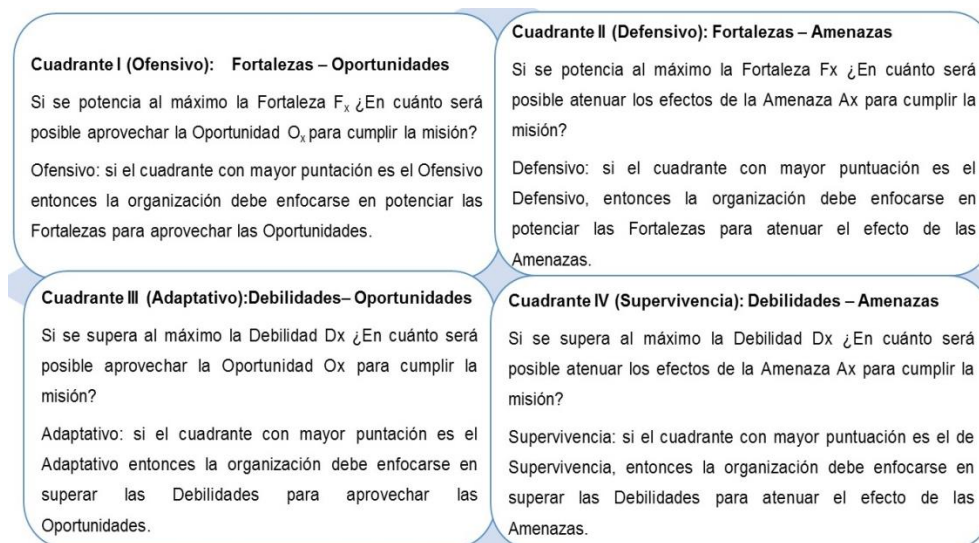 Cuadrante I (Ofensivo): Fortalezas – Oportunidades
Si se potencia al máximo la Fortaleza Fₓ ¿En cuánto será
posible aprovechar la Oportunidad Oₓ para cumplir la misión?
Ofensivo: si el cuadrante con mayor puntación es el Ofensivo
entonces la organización debe enfocarse en potenciar las
Fortalezas para aprovechar las Oportunidades.
Cuadrante II (Defensivo): Fortalezas – Amenazas
Si se potencia al máximo la Fortaleza Fx ¿En cuánto será
posible atenuar los efectos de la Amenaza Ax para cumplir la
misión?
Defensivo: si el cuadrante con mayor puntuación es el
Defensivo, entonces la organización debe enfocarse en
potenciar las Fortalezas para atenuar el efecto de las
Amenazas.
Cuadrante III (Adaptativo):Debilidades– Oportunidades
Si se supera al máximo la Debilidad Dx ¿En cuánto será
posible aprovechar la Oportunidad Ox para cumplir la
misión?
Adaptativo: si el cuadrante con mayor puntación es el
Adaptativo entonces la organización debe enfocarse en
superar las Debilidades para aprovechar las
Oportunidades.
Cuadrante IV (Supervivencia): Debilidades – Amenazas
Si se supera al máximo la Debilidad Dx ¿En cuánto será
posible atenuar los efectos de la Amenaza Ax para cumplir la
misión?
Supervivencia: si el cuadrante con mayor puntuación es el de
Supervivencia, entonces la organización debe enfocarse en
superar las Debilidades para atenuar el efecto de las
Amenazas.